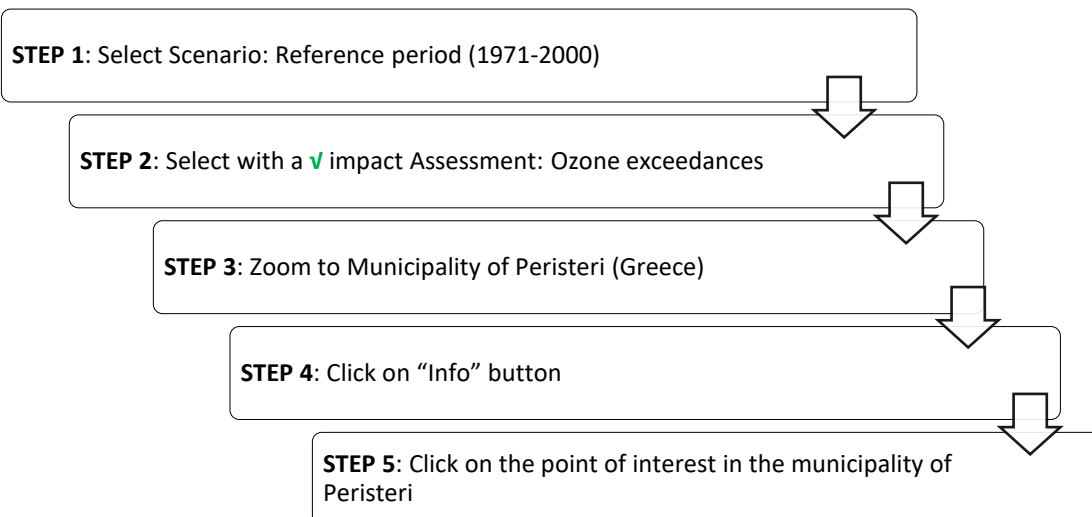 STEP 1: Select Scenario: Reference period (1971-2000)
STEP 2: Select with a √ impact Assessment: Ozone exceedances
STEP 3: Zoom to Municipality of Peristeri (Greece)
STEP 4: Click on “Info” button
STEP 5: Click on the point of interest in the municipality of
Peristeri